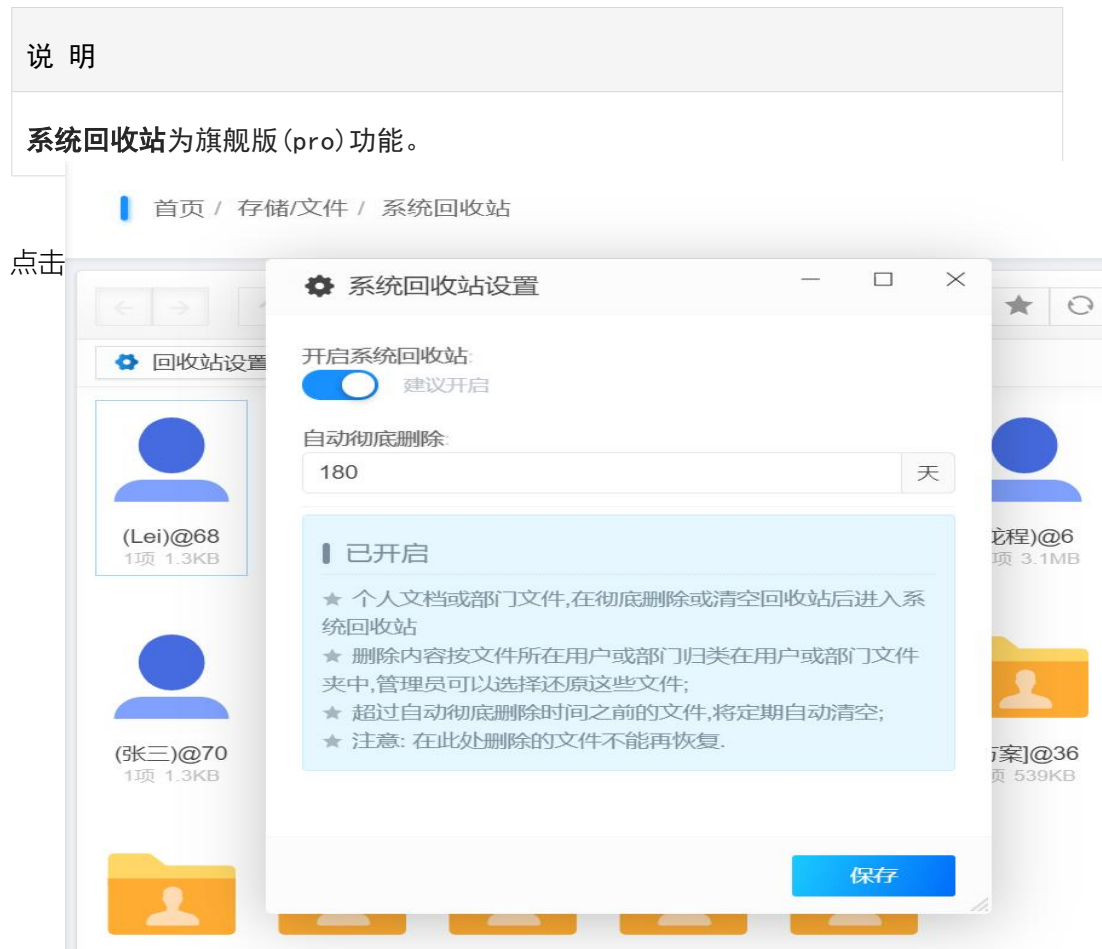 说 明
系统回收站为旗舰版(pro)功能。
首页 / 存储/文件 / 系统回收站
点击
系统回收站设置
回收站设置
开启系统回收站:
建议开启
自动彻底删除:
180 天
(Lei)@68
1项 1.3KB
程)@6
项 3.1MB
已开启
★ 个人文档或部门文件,在彻底删除或清空回收站后进入系
统回收站
★ 删除内容按文件所在用户或部门归类在用户或部门文件
夹中,管理员可以选择还原这些文件;
★ 超过自动彻底删除时间之前的文件,将定期自动清空;
★ 注意: 在此处删除的文件不能再恢复.
(张三)@70
1项 1.3KB
案]@36
项 539KB
保存